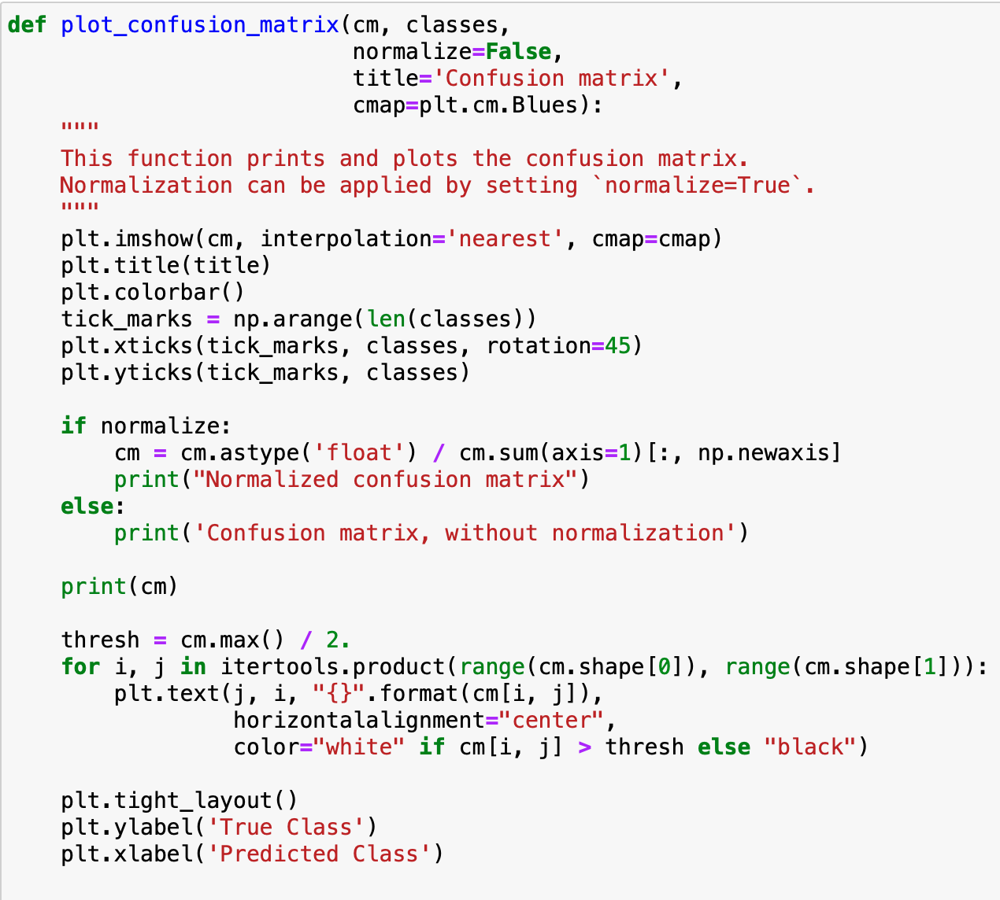 def plot_confusion_matrix(cm, classes,
                          normalize=False,
                          title='Confusion matrix',
                          cmap=plt.cm.Blues):
    """
    This function prints and plots the confusion matrix.
    Normalization can be applied by setting `normalize=True`.
    """
    plt.imshow(cm, interpolation='nearest', cmap=cmap)
    plt.title(title)
    plt.colorbar()
    tick_marks = np.arange(len(classes))
    plt.xticks(tick_marks, classes, rotation=45)
    plt.yticks(tick_marks, classes)

    if normalize:
        cm = cm.astype('float') / cm.sum(axis=1)[:, np.newaxis]
        print("Normalized confusion matrix")
    else:
        print('Confusion matrix, without normalization')

    print(cm)

    thresh = cm.max() / 2.
    for i, j in itertools.product(range(cm.shape[0]), range(cm.shape[1])):
        plt.text(j, i, "{}".format(cm[i, j]),
                 horizontalalignment="center",
                 color="white" if cm[i, j] > thresh else "black")

    plt.tight_layout()
    plt.ylabel('True Class')
    plt.xlabel('Predicted Class')